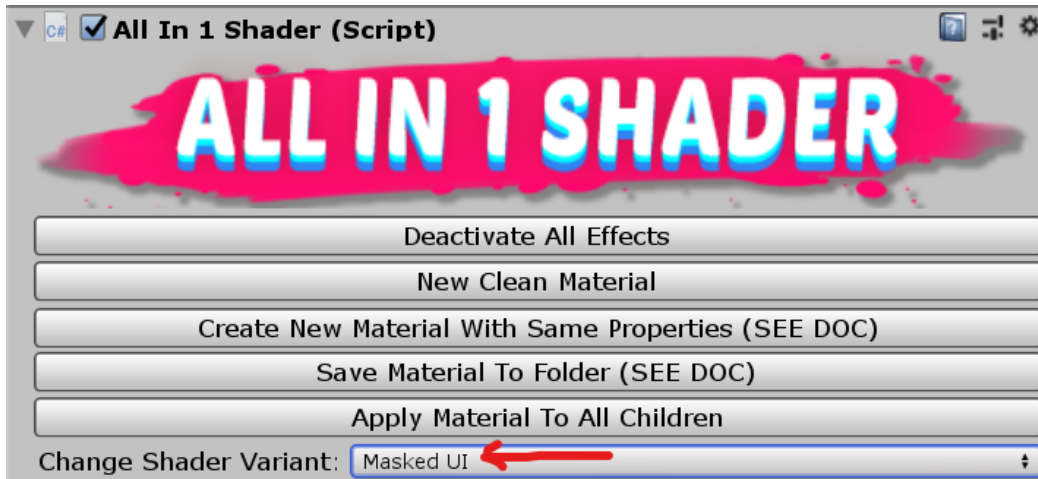 C# All In 1 Shader (Script)
ALL IN 1 SHADER
Deactivate All Effects
New Clean Material
Create New Material With Same Properties (SEE DOC)
Save Material To Folder (SEE DOC)
Apply Material To All Children
Change Shader Variant: Masked UI